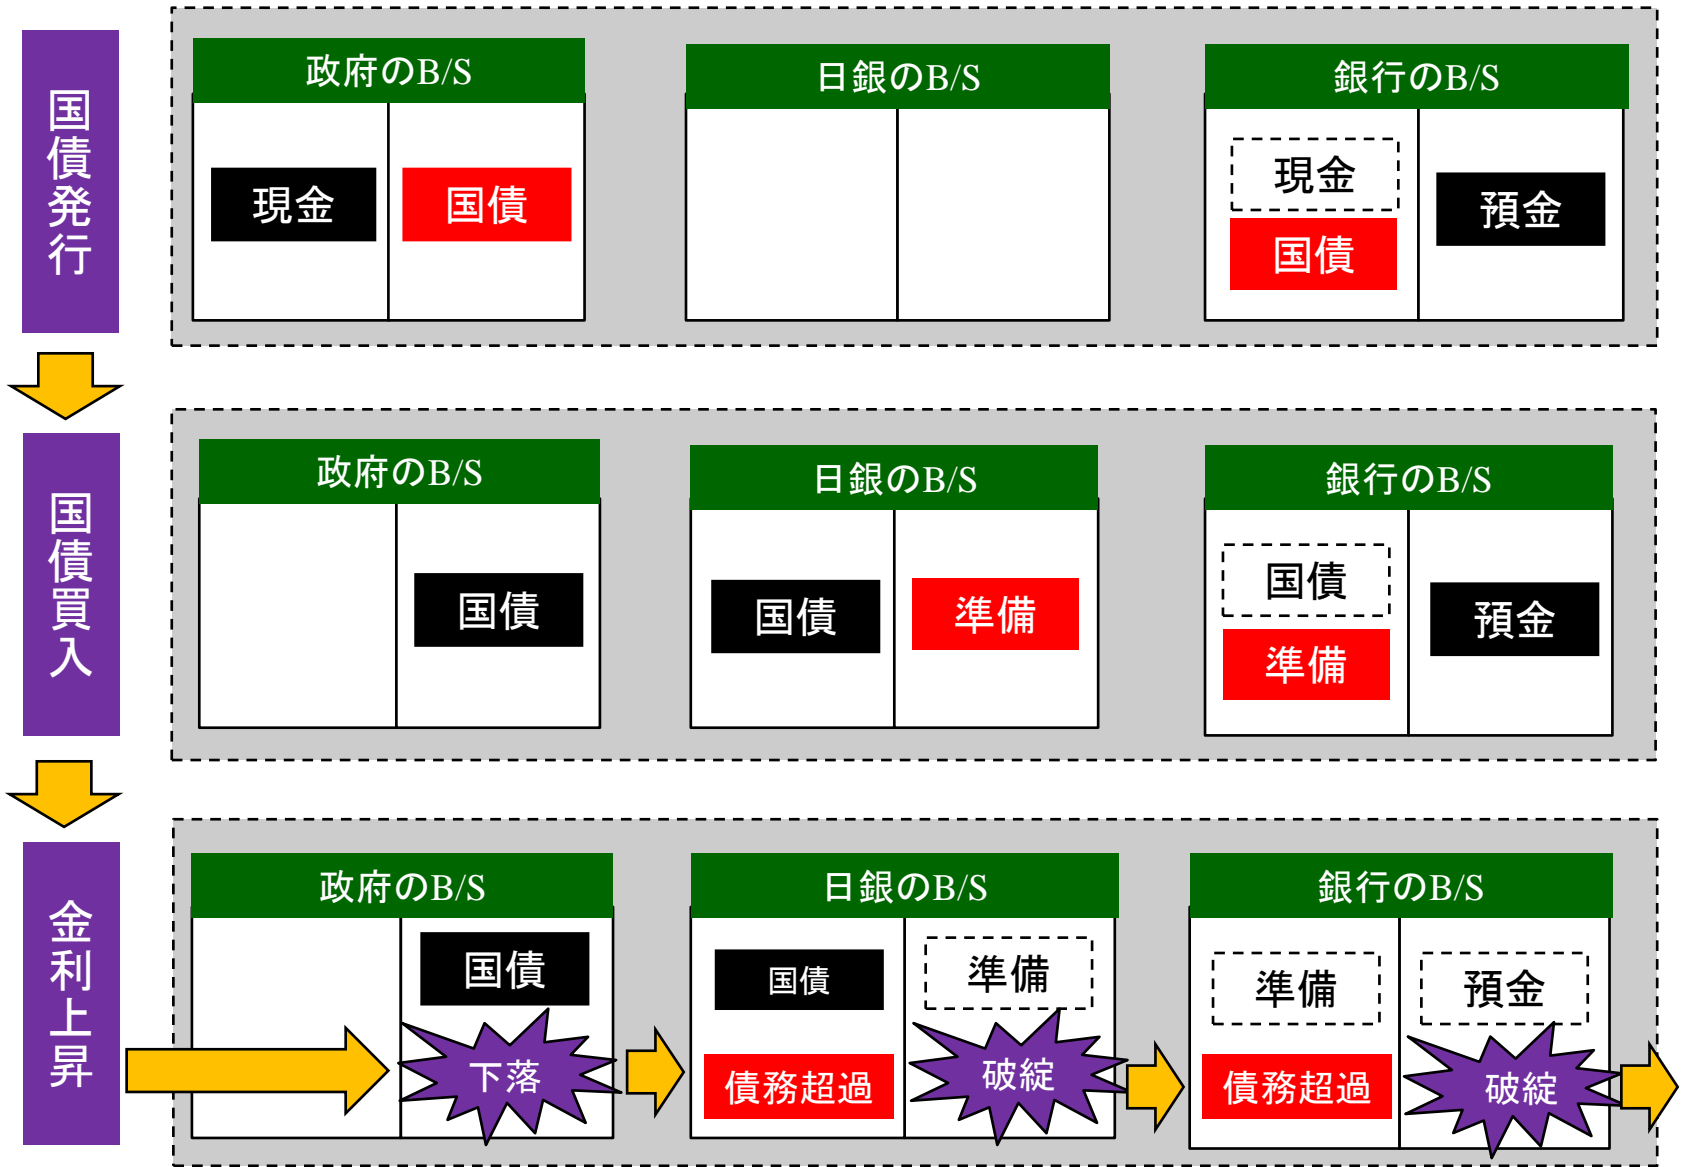 国債発行
政府のB/S
日銀のB/S
銀行のB/S
現金
国債
現金
国債
預金
国債買入
政府のB/S
日銀のB/S
銀行のB/S
国債
国債
準備
国債
準備
預金
金利上昇
政府のB/S
日銀のB/S
銀行のB/S
国債
下落
国債
債務超過
準備
破綻
準備
債務超過
預金
破綻